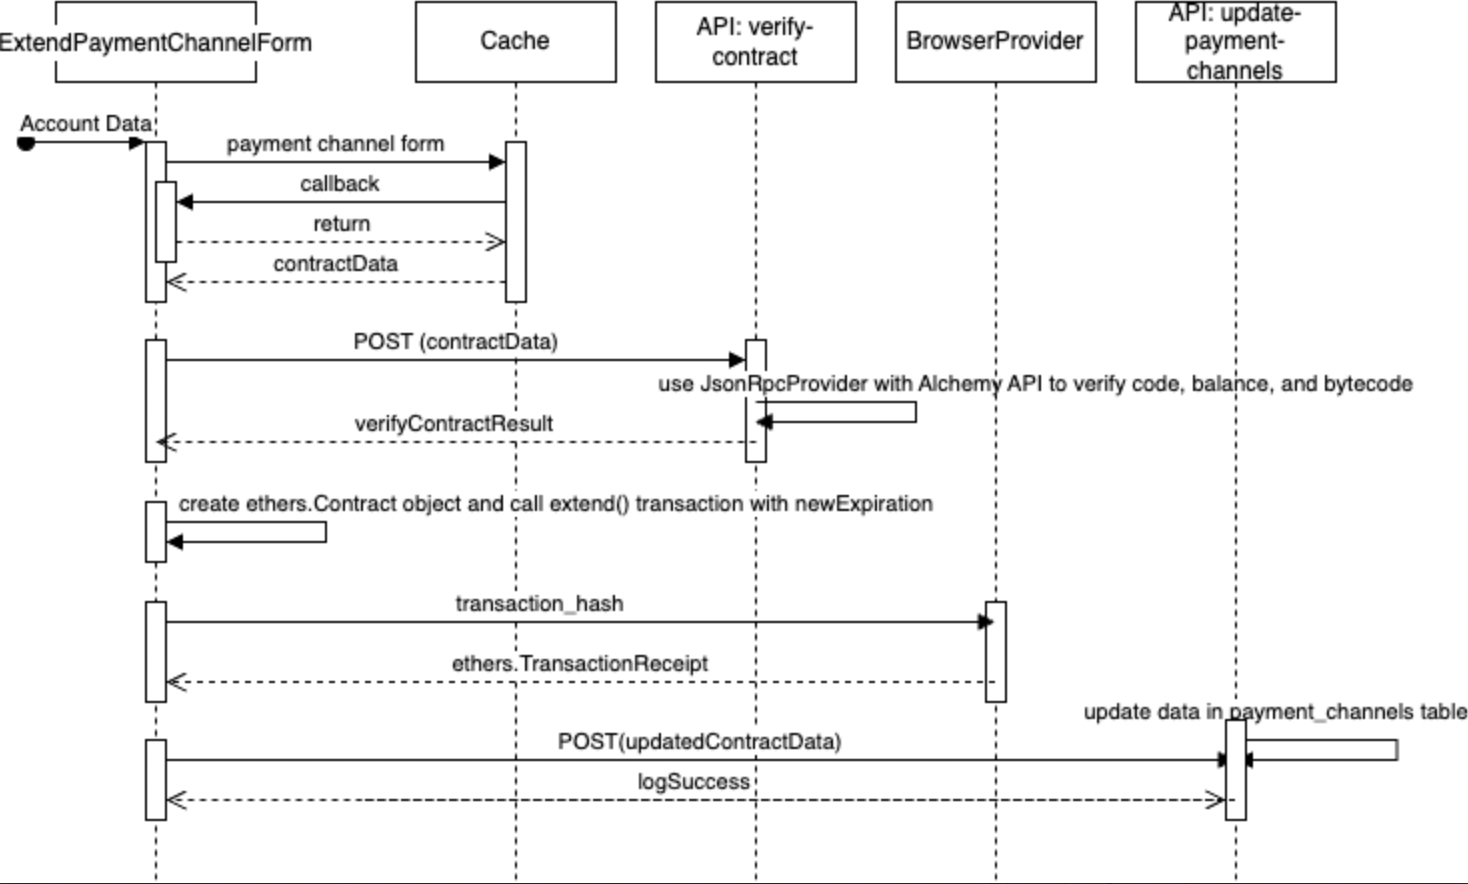 ExtendPaymentChannelForm
Cache
API: verify-
contract
BrowserProvider
API: update-
payment-
channels
Account Data
payment channel form
callback
return
contractData
POST (contractData)
use JsonRpcProvider with Alchemy API to verify code, balance, and bytecode
verifyContractResult
create ethers.Contract object and call extend() transaction with newExpiration
transaction_hash
ethers.TransactionReceipt
update data in payment_channels table
POST(updatedContractData)
logSuccess